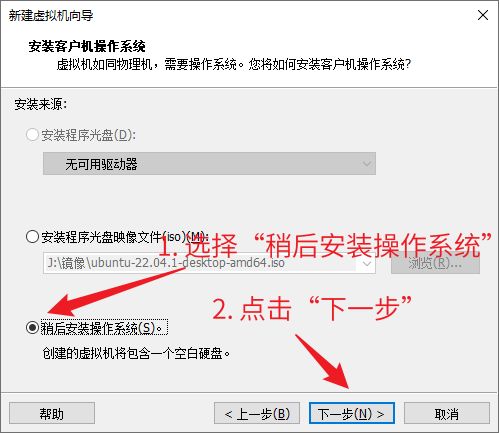 新建虚拟机向导
安装客户机操作系统
虚拟机如同物理机，需要操作系统。您将如何安装客户机操作系统?
安装来源:
安装程序光盘(D):
无可用驱动器
安装程序光盘映像文件(iso)(M):
1. 选择“稍后安装操作系统”
J:\镜像\ubuntu-22.04.1-desktop-amd64.iso
浏览(R)...
2. 点击“下一步”
稍后安装操作系统(S)。
创建的虚拟机将包含一个空白硬盘。
帮助
< 上一步(B)
下一步(N) >
取消